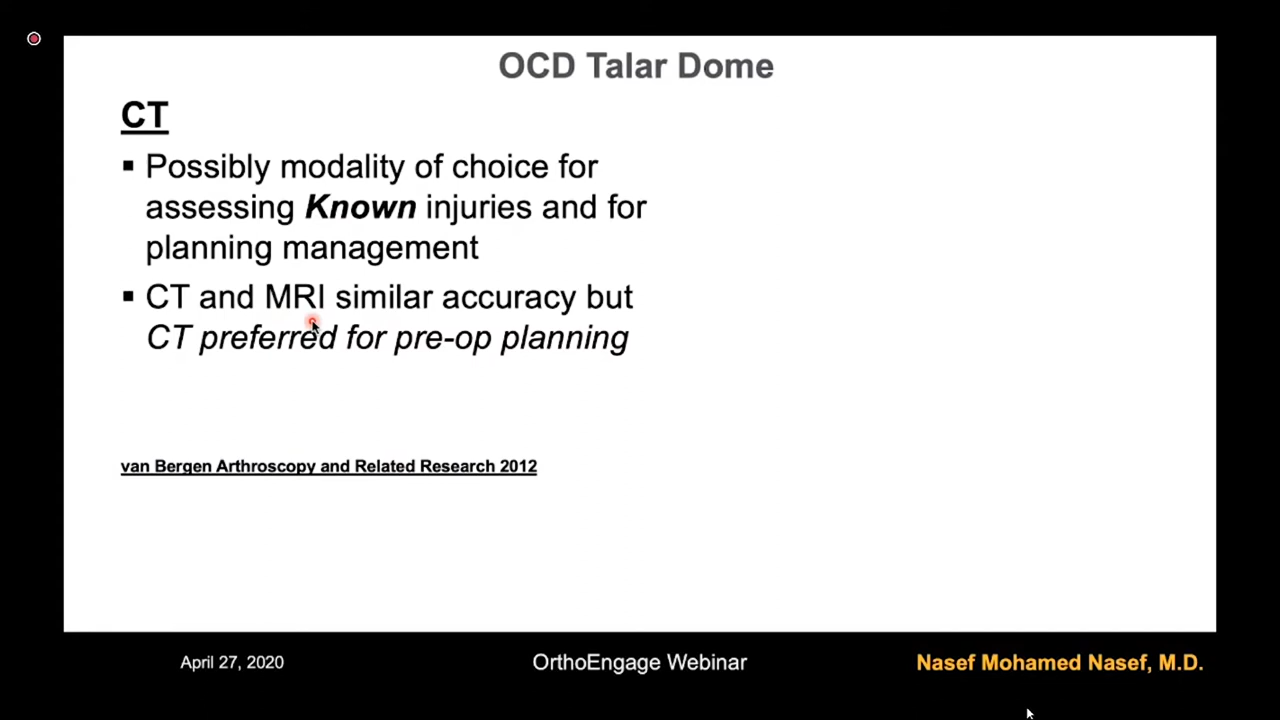 OCD Talar Dome
CT
▪ Possibly modality of choice for
assessing Known injuries and for
planning management
▪ CT and MRI similar accuracy but
CT preferred for pre-op planning
van Bergen Arthroscopy and Related Research 2012
April 27, 2020
OrthoEngage Webinar
Nasef Mohamed Nasef, M.D.